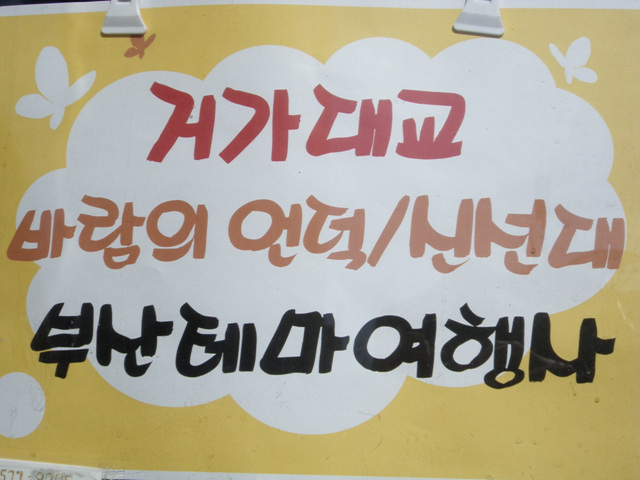 거가대교
바람의 언덕/신선대
부산테마여행사